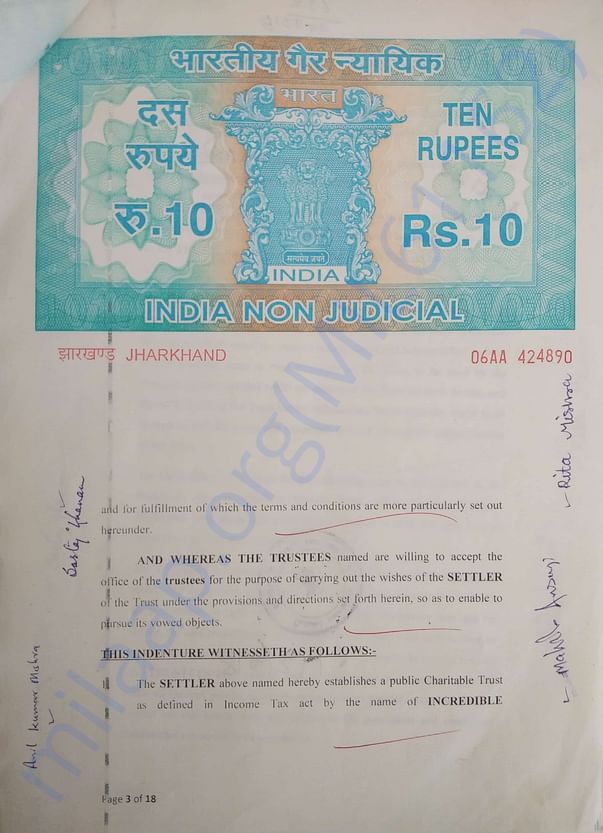 भारतीय गैर न्यायिक
भारत
दस
रुपये
रु.10
TEN
RUPEES
Rs.10
सत्यमेव जयते
INDIA
INDIA NON JUDICIAL
झारखण्ड JHARKHAND
06AA 424890
Rita Mishra
and for fulfillment of which the terms and conditions are more particularly set out
hereunder.
AND WHEREAS THE TRUSTEES named are willing to accept the
office of the trustees for the purpose of carrying out the wishes of the SETTLER
of the Trust under the provisions and directions set forth herein, so as to enable to
pursue its vowed objects.
THIS INDENTURE WITNESSETH AS FOLLOWS:-
The SETTLER above named hereby establishes a public Charitable Trust
as defined in Income Tax act by the name of INCREDIBLE
Anil Kumar Mishra
Page 3 of 18
milaap.org